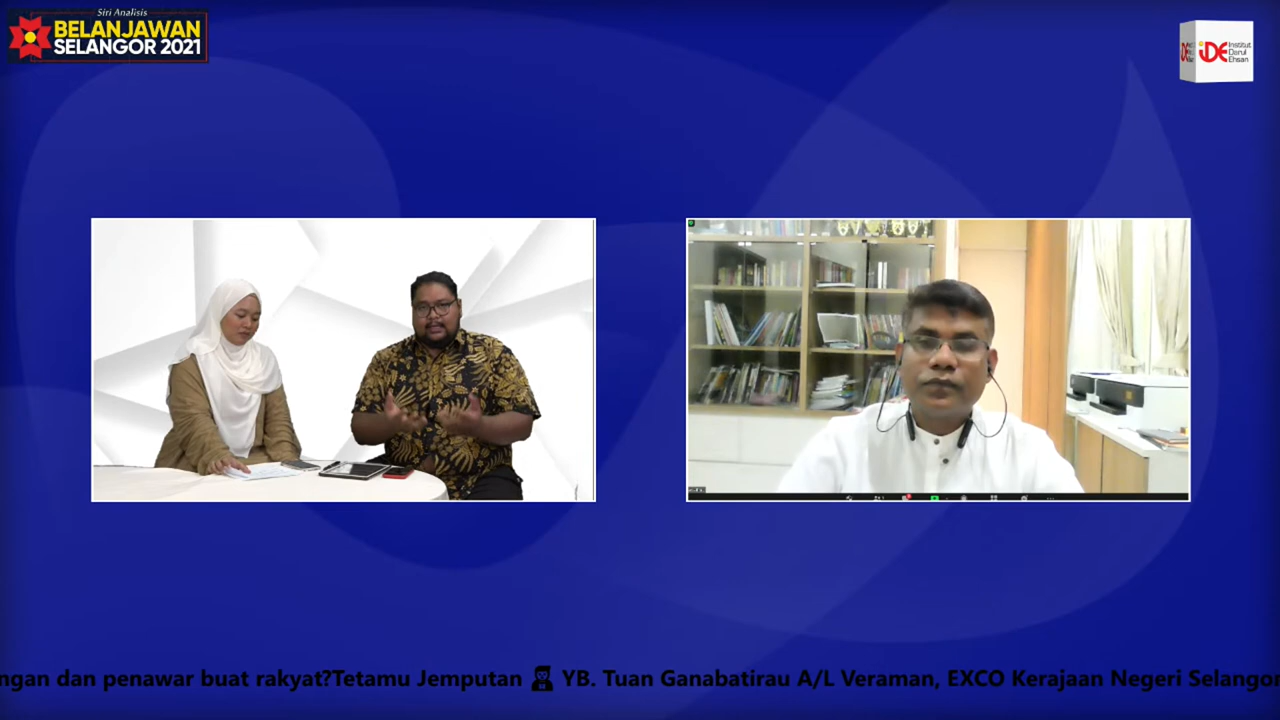 Siri Analisis
BELANJAWAN
SELANGOR 2021
iDE
Institut
Darul
Ehsan
ngan dan penawar buat rakyat?Tetamu Jemputan YB. Tuan Ganabatirau A/L Veraman, EXCO Kerajaan Negeri Selangor